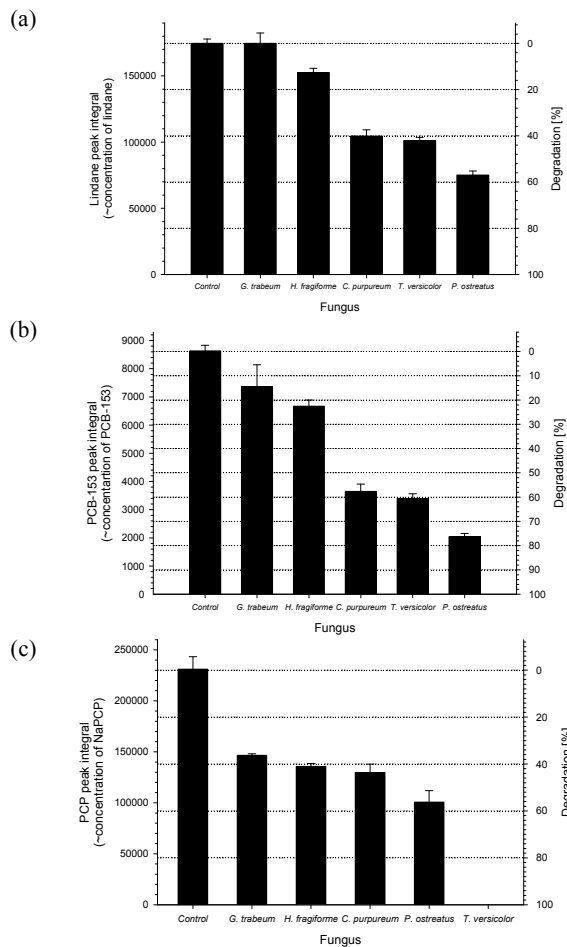 (a)
Lindane peak integral
(~concentration of lindane)
150000
100000
50000
0
0
20
40
60
80
100
Degradation [%]
Control
G. trabeum
H. fragiforme
C. purpureum
T. versicolor
P. ostreatus
Fungus
(b)
PCB-153 peak integral
(~concentartion of PCB-153)
9000
8000
7000
6000
5000
4000
3000
2000
1000
0
0
10
20
30
40
50
60
70
80
90
100
Degradation [%]
Control
G. trabeum
H. fragiforme
C. purpureum
T. versicolor
P. ostreatus
Fungus
(c)
PCP peak integral
(~concentration of NaPCP)
250000
200000
150000
100000
50000
0
0
20
40
60
80
100
Degradation [%]
Control
G. trabeum
H. fragiforme
C. purpureum
P. ostreatus
T. versicolor
Fungus